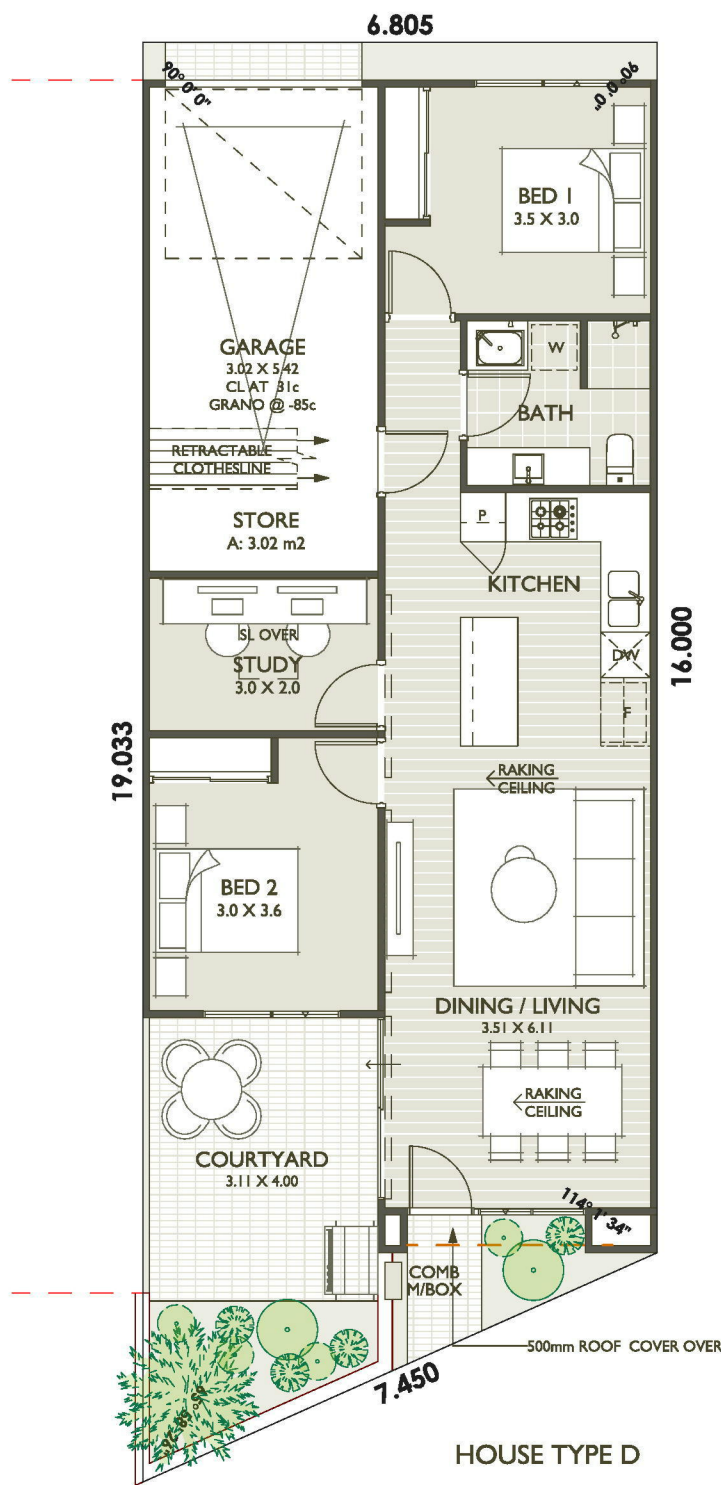 6.805
90° 0' 0"
90° 0' 0"
BED 1
3.5 X 3.0
GARAGE
3.02 X 5.42
CL AT 31c
GRANO @ -85c
W
BATH
RETRACTABLE
CLOTHESLINE
STORE
A: 3.02 m2
P
KITCHEN
SL OVER
STUDY
3.0 X 2.0
DW
F
16.000
19.033
RAKING
CEILING
BED 2
3.0 X 3.6
DINING / LIVING
3.51 X 6.11
RAKING
CEILING
COURTYARD
3.11 X 4.00
114° 1' 34"
COMB
M/BOX
500mm ROOF COVER OVER
7.450
HOUSE TYPE D